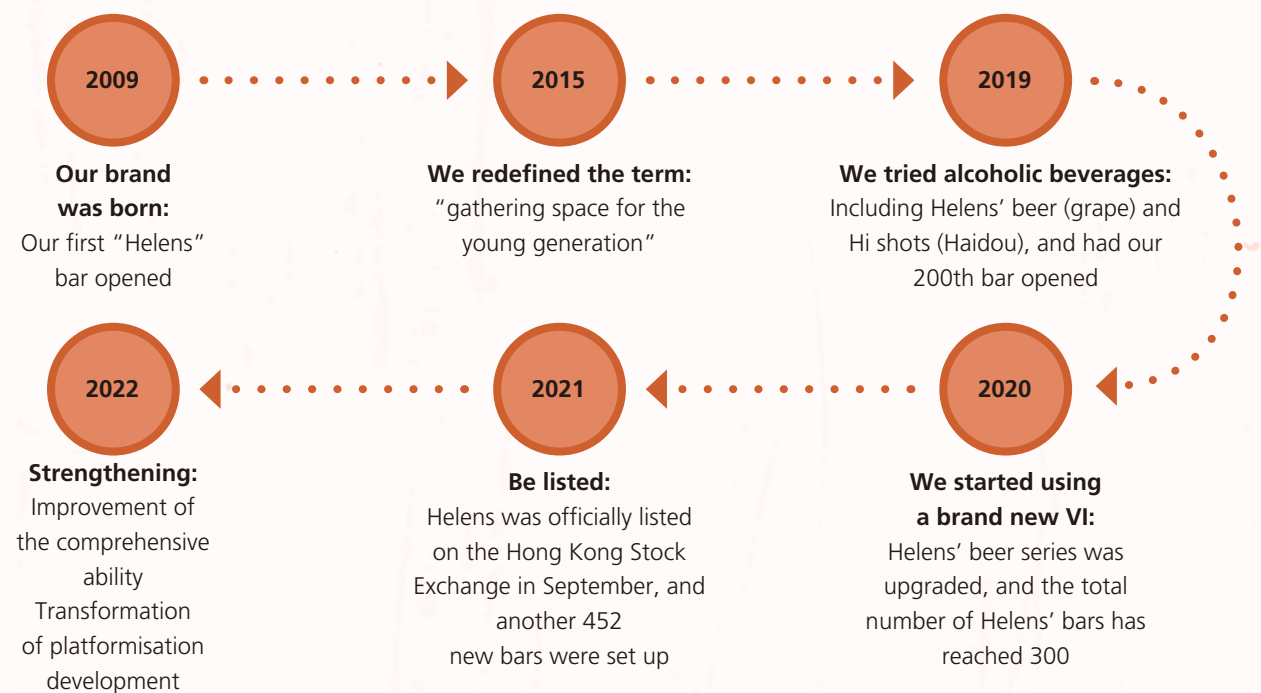 2009
Our brand
was born:
Our first “Helens”
bar opened
2015
We redefined the term:
“gathering space for the
young generation”
2019
We tried alcoholic beverages:
Including Helens’ beer (grape) and
Hi shots (Haidou), and had our
200th bar opened
2020
We started using
a brand new VI:
Helens’ beer series was
upgraded, and the total
number of Helens’ bars has
reached 300
2021
Be listed:
Helens was officially listed
on the Hong Kong Stock
Exchange in September, and
another 452
new bars were set up
2022
Strengthening:
Improvement of
the comprehensive
ability
Transformation
of platformisation
development